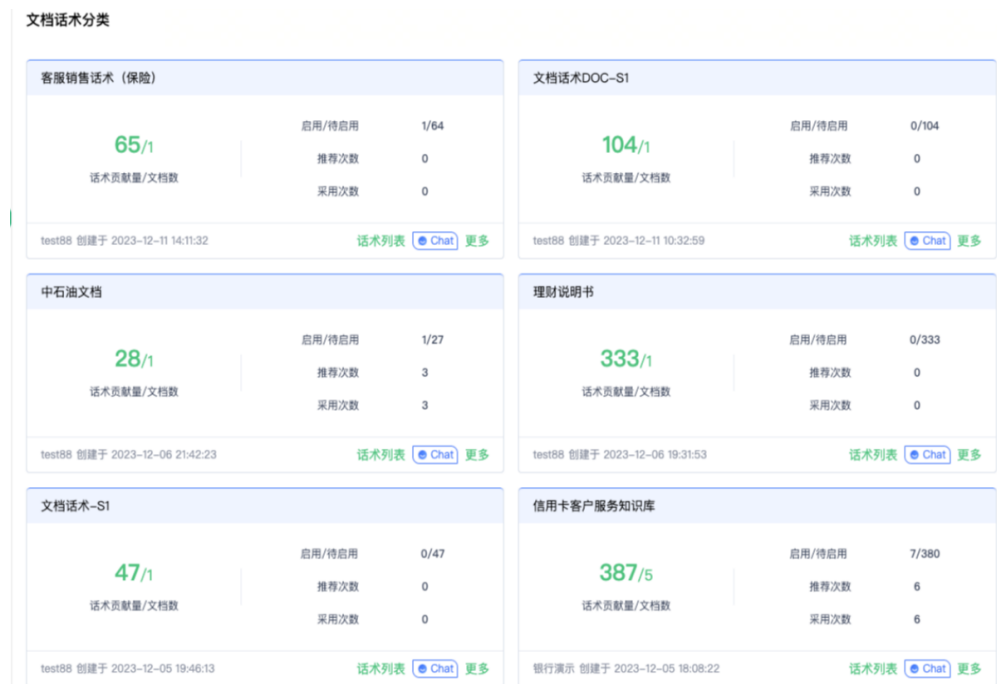 文档话术分类
客服销售话术（保险）
65/1
话术贡献量/文档数
启用/待启用 1/64
推荐次数 0
采用次数 0
test88 创建于 2023-12-11 14:11:32 话术列表 Chat 更多
文档话术DOC-S1
104/1
话术贡献量/文档数
启用/待启用 0/104
推荐次数 0
采用次数 0
test88 创建于 2023-12-11 10:32:59 话术列表 Chat 更多
中石油文档
28/1
话术贡献量/文档数
启用/待启用 1/27
推荐次数 3
采用次数 3
test88 创建于 2023-12-06 21:42:23 话术列表 Chat 更多
理财说明书
333/1
话术贡献量/文档数
启用/待启用 0/333
推荐次数 0
采用次数 0
test88 创建于 2023-12-06 19:31:53 话术列表 Chat 更多
文档话术-S1
47/1
话术贡献量/文档数
启用/待启用 0/47
推荐次数 0
采用次数 0
test88 创建于 2023-12-05 19:46:13 话术列表 Chat 更多
信用卡客户服务知识库
387/5
话术贡献量/文档数
启用/待启用 7/380
推荐次数 6
采用次数 6
银行演示 创建于 2023-12-05 18:08:22 话术列表 Chat 更多